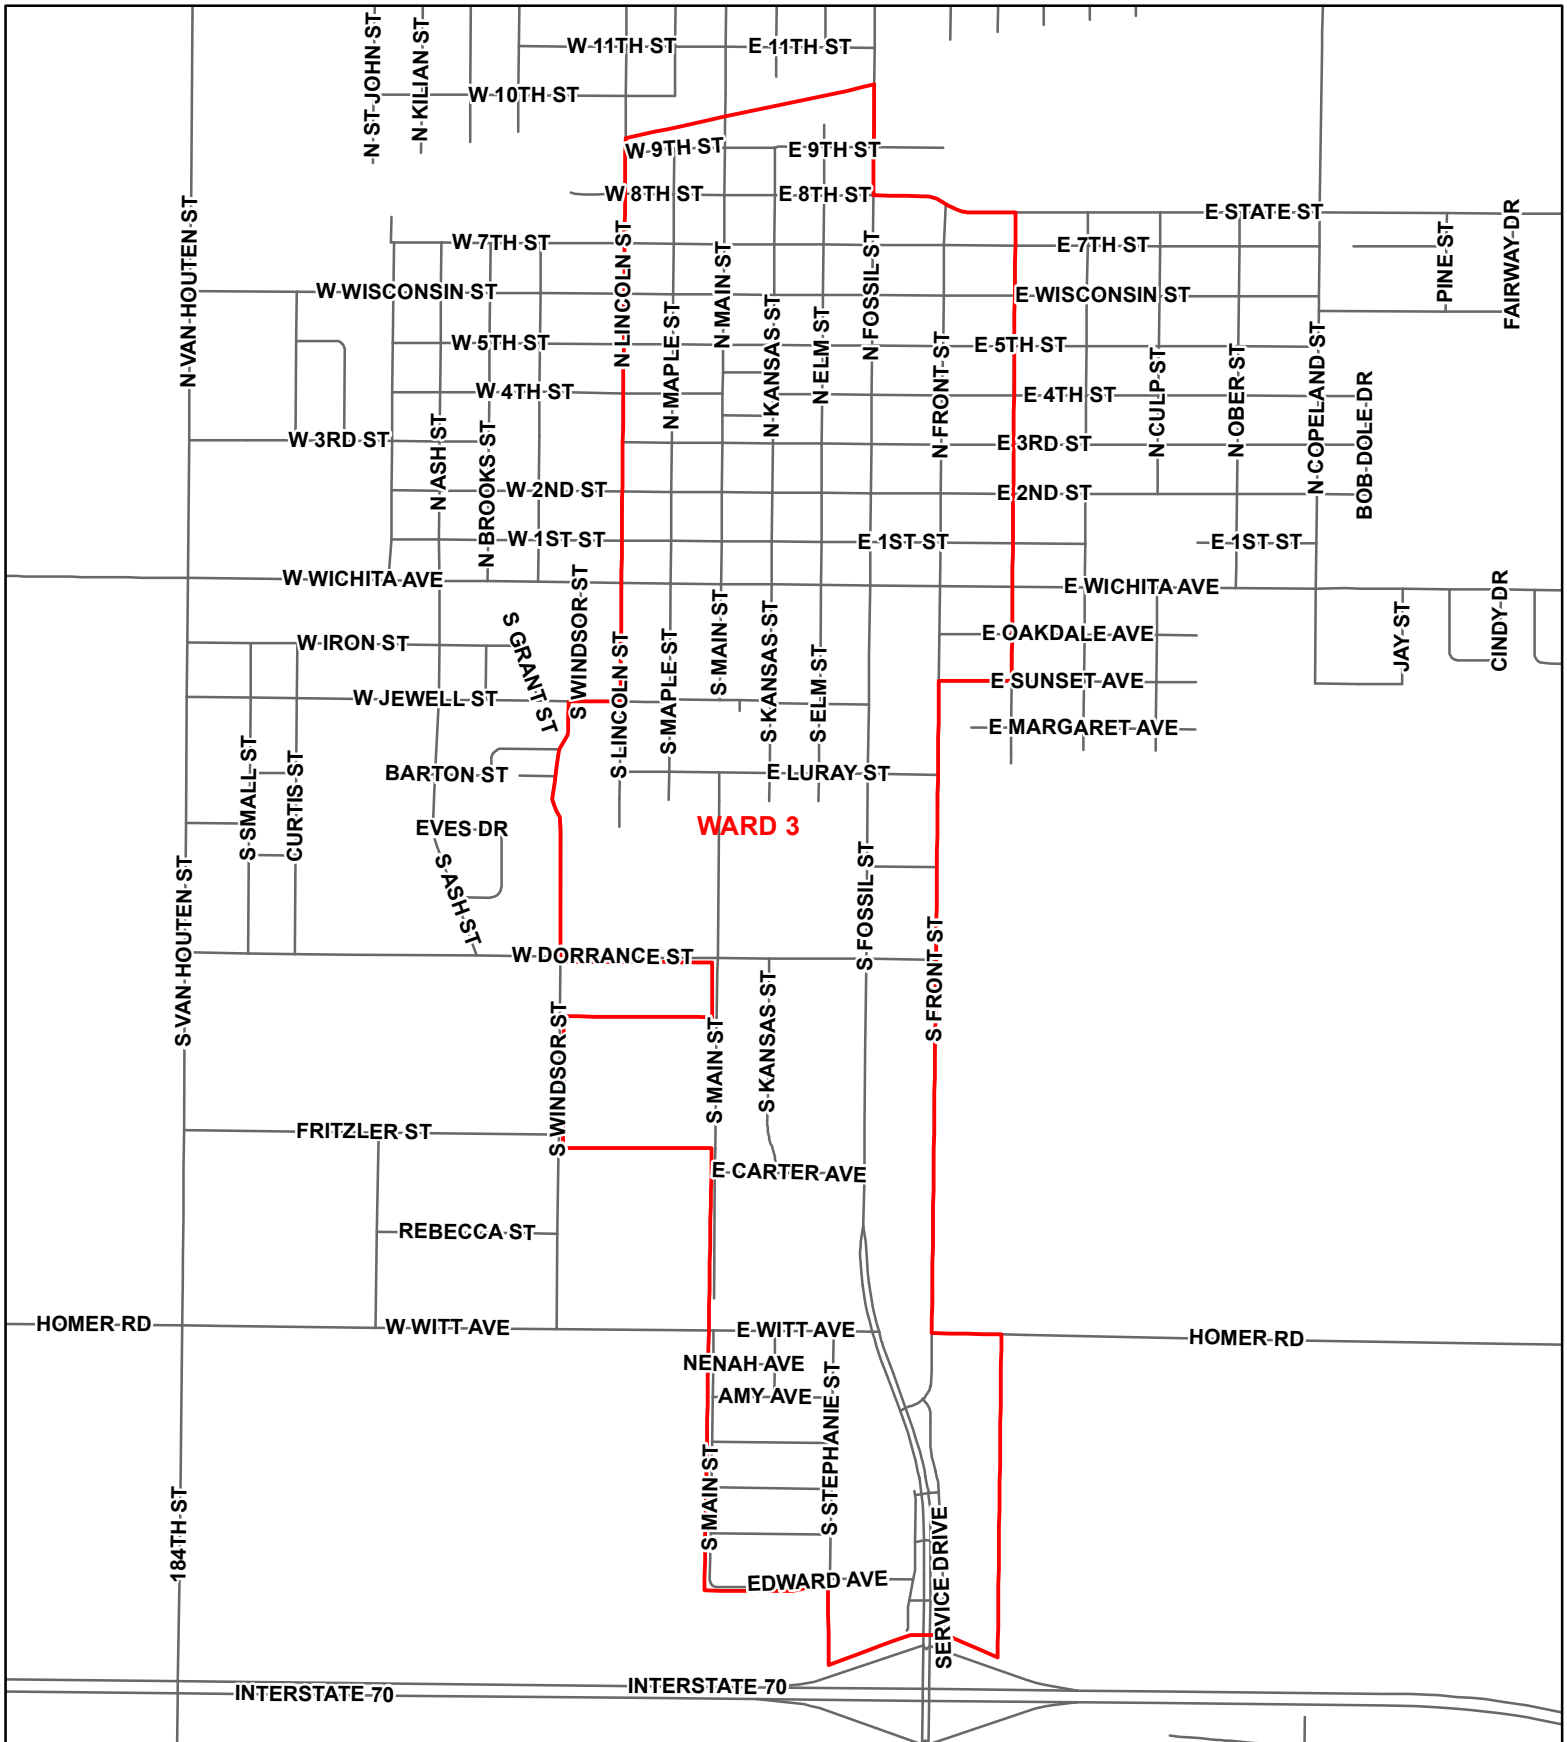 N ST JOHN ST
N KILIAN ST
W 11TH ST
E 11TH ST
W 10TH ST
W 9TH ST
E 9TH ST
W 8TH ST
E 8TH ST
N VAN HOUTEN ST
E STATE ST
FAIRWAY DR
PINE ST
W 7TH ST
N LINCOLN ST
N MAIN ST
N FOSSIL ST
E 7TH ST
W WISCONSIN ST
E WISCONSIN ST
N MAPLE ST
N KANSAS ST
N ELM ST
N FRONT ST
W 5TH ST
E 5TH ST
N CULP ST
N OBER ST
N COPELAND ST
BOB DOLE DR
W 4TH ST
E 4TH ST
N ASH ST
N BROOKS ST
W 3RD ST
E 3RD ST
W 2ND ST
E 2ND ST
W 1ST ST
E 1ST ST
E 1ST ST
W WICHITA AVE
S WINDSOR ST
E WICHITA AVE
JAY ST
CINDY DR
W IRON ST
S GRANT ST
S LINCOLN ST
S MAPLE ST
S MAIN ST
S KANSAS ST
S ELM ST
E OAKDALE AVE
E SUNSET AVE
W JEWELL ST
E MARGARET AVE
S SMALL ST
CURTIS ST
BARTON ST
E LURAY ST
EVES DR
WARD 3
S ASH ST
S VAN HOUTEN ST
S FOSSIL ST
S FRONT ST
W DORRANCE ST
S WINDSOR ST
S MAIN ST
S KANSAS ST
FRITZLER ST
E CARTER AVE
REBECCA ST
HOMER RD
W WITT AVE
E WITT AVE
HOMER RD
NENAH AVE
AMY AVE
S STEPHANIE ST
S MAIN ST
184TH ST
EDWARD AVE
SERVICE DRIVE
INTERSTATE 70
INTERSTATE 70